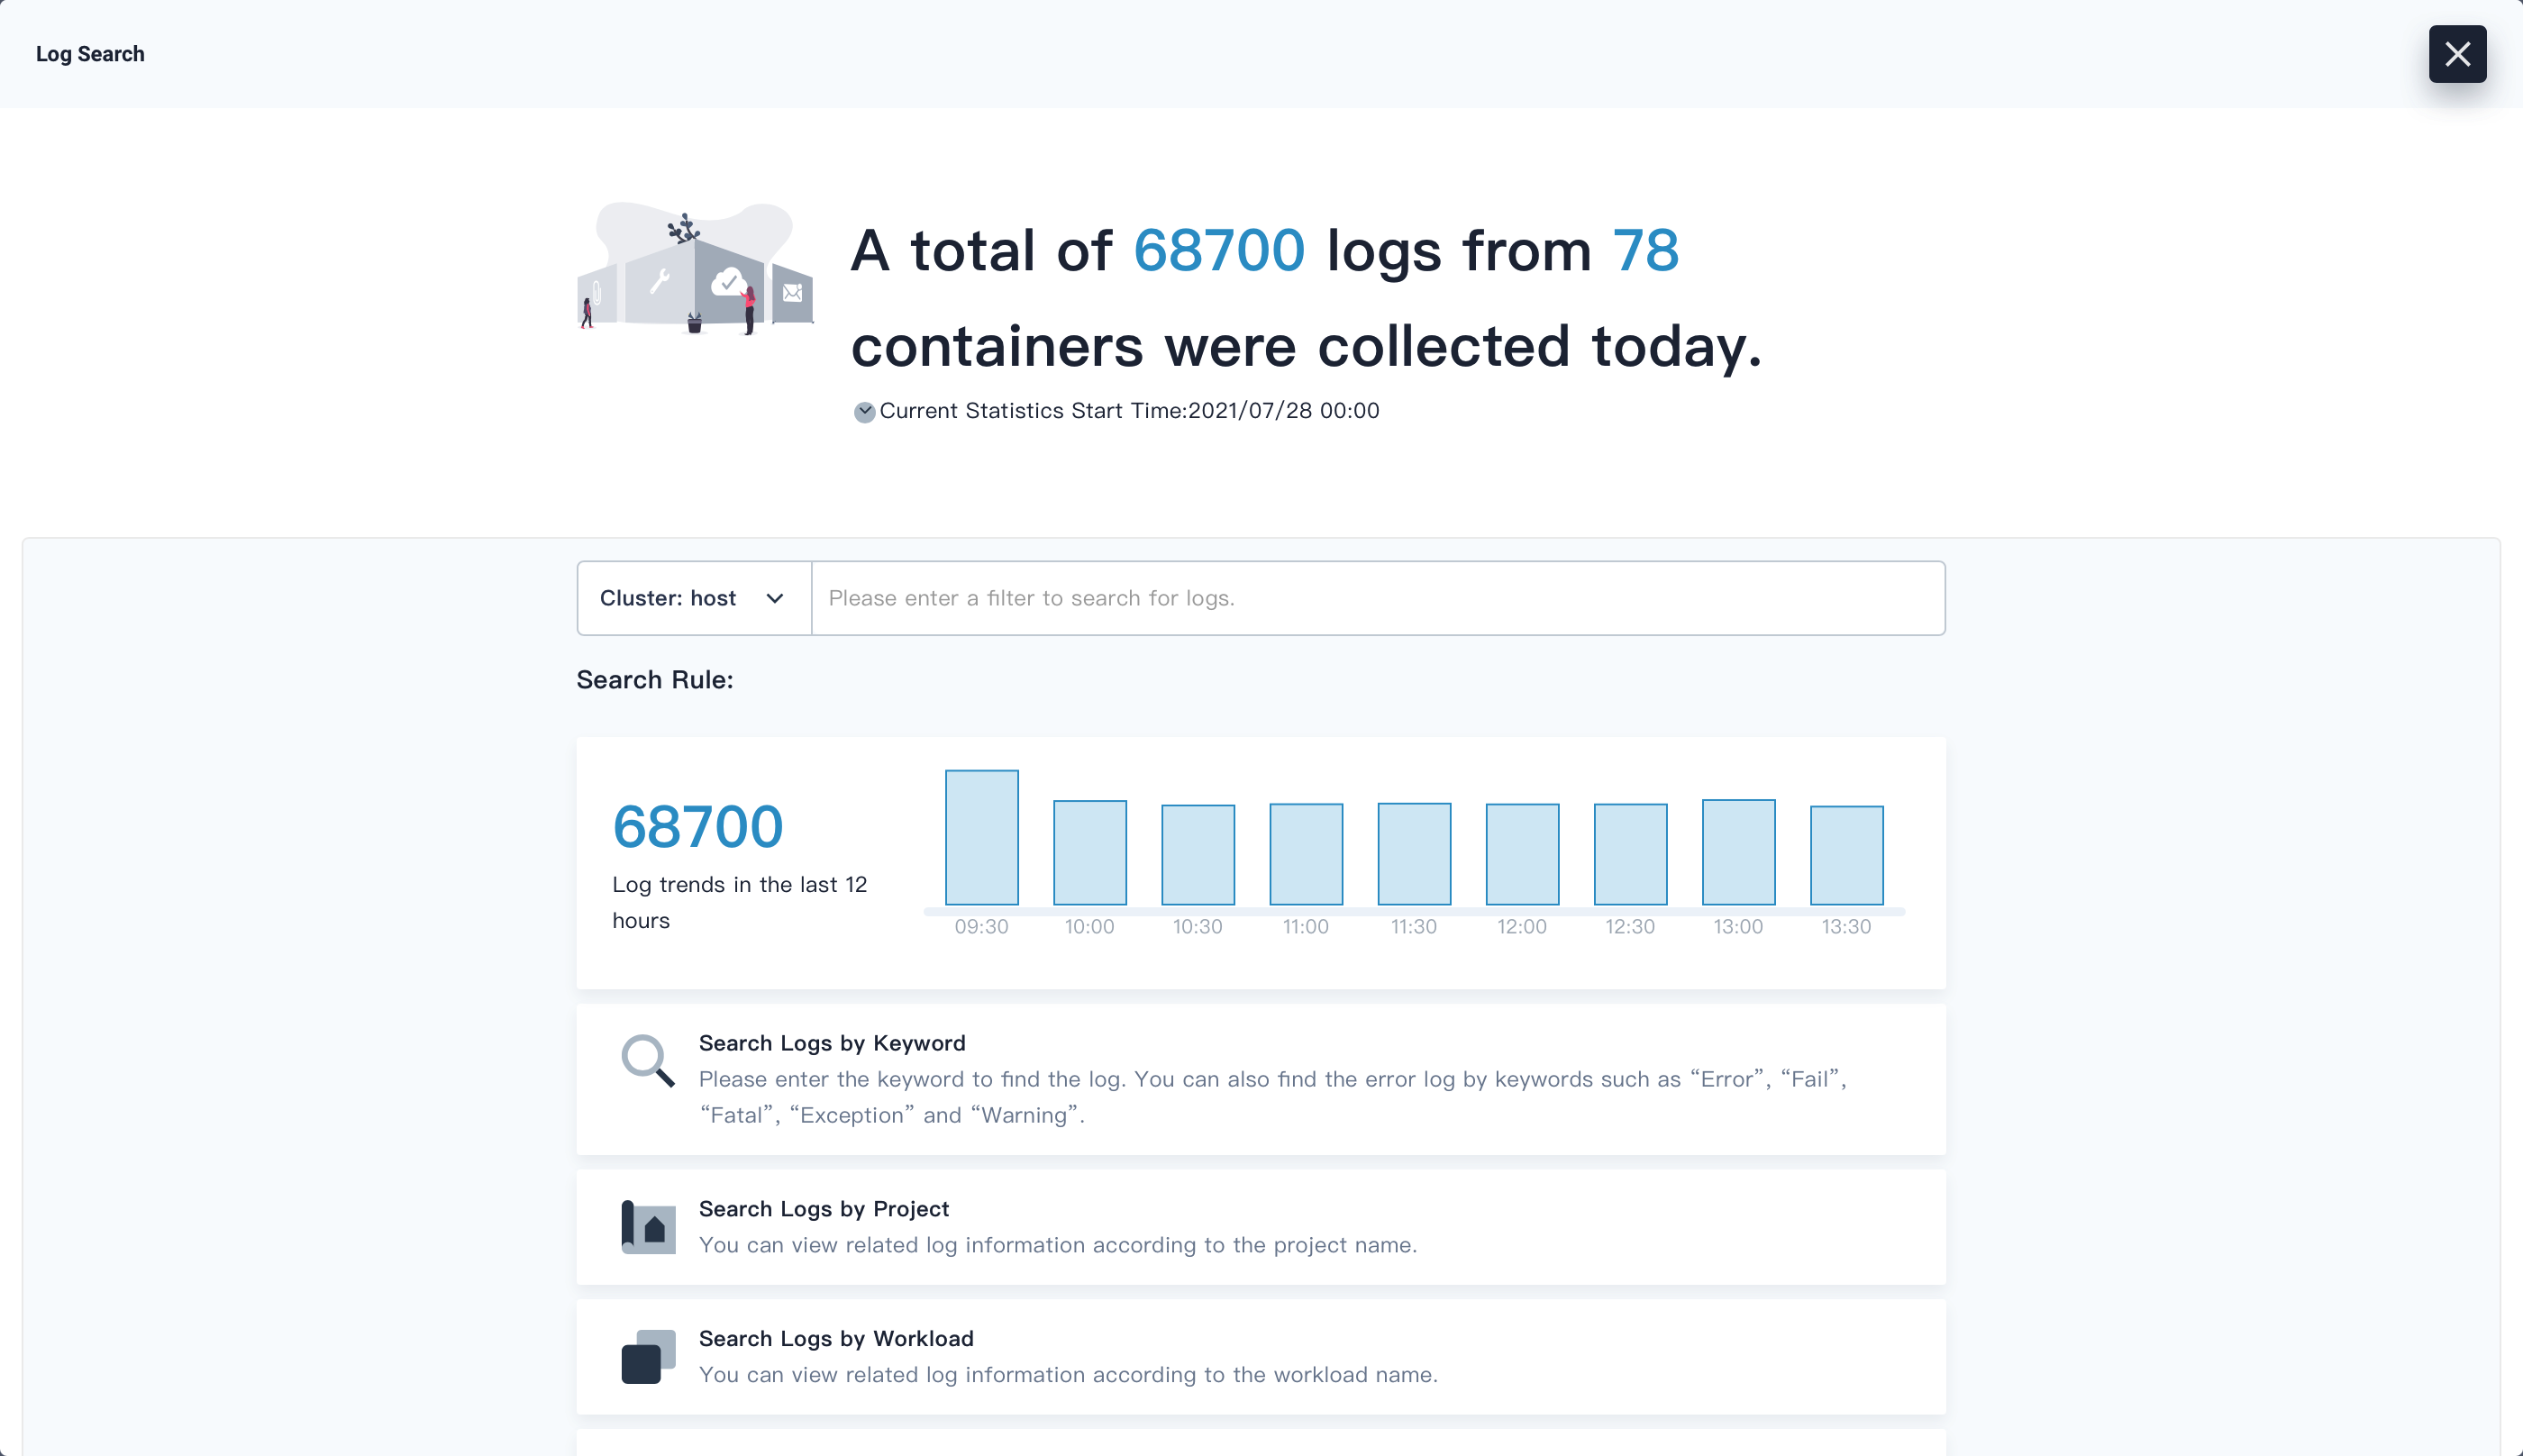 Log Search
A total of 68700 logs from 78
containers were collected today.
Current Statistics Start Time:2021/07/28 00:00
Cluster: host
Please enter a filter to search for logs.
Search Rule:
68700
Log trends in the last 12
hours
09:30 10:00 10:30 11:00 11:30 12:00 12:30 13:00 13:30
Search Logs by Keyword
Please enter the keyword to find the log. You can also find the error log by keywords such as “Error”, “Fail”,
“Fatal”, “Exception” and “Warning”.
Search Logs by Project
You can view related log information according to the project name.
Search Logs by Workload
You can view related log information according to the workload name.